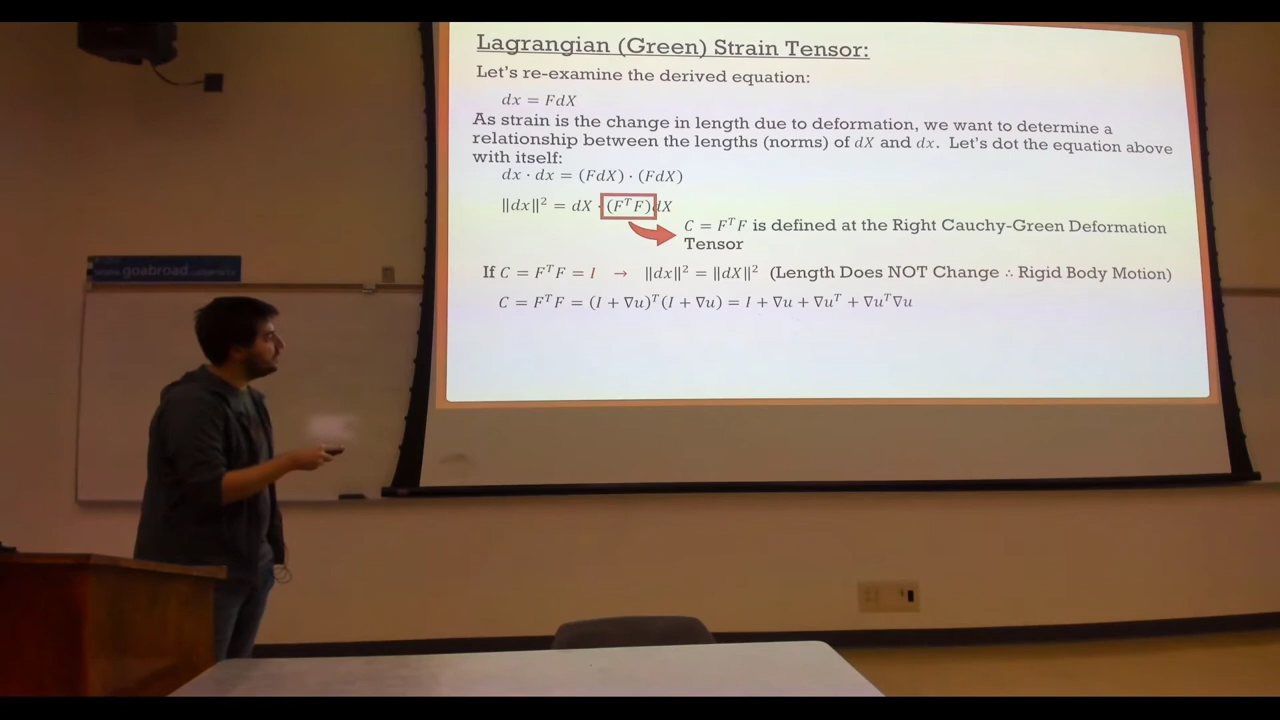 Lagrangian (Green) Strain Tensor:
Let's re-examine the derived equation:
dx = FdX
As strain is the change in length due to deformation, we want to determine a
relationship between the lengths (norms) of dX and dx. Let's dot the equation above
with itself:
dx · dx = (FdX) · (FdX)
‖dx‖² = dX · (FᵀF)dX
C = FᵀF is defined at the Right Cauchy-Green Deformation
Tensor
If C = FᵀF = I → ‖dx‖² = ‖dX‖² (Length Does NOT Change ∴ Rigid Body Motion)
C = FᵀF = (I + ∇u)ᵀ(I + ∇u) = I + ∇u + ∇uᵀ + ∇uᵀ∇u
www.goabroad